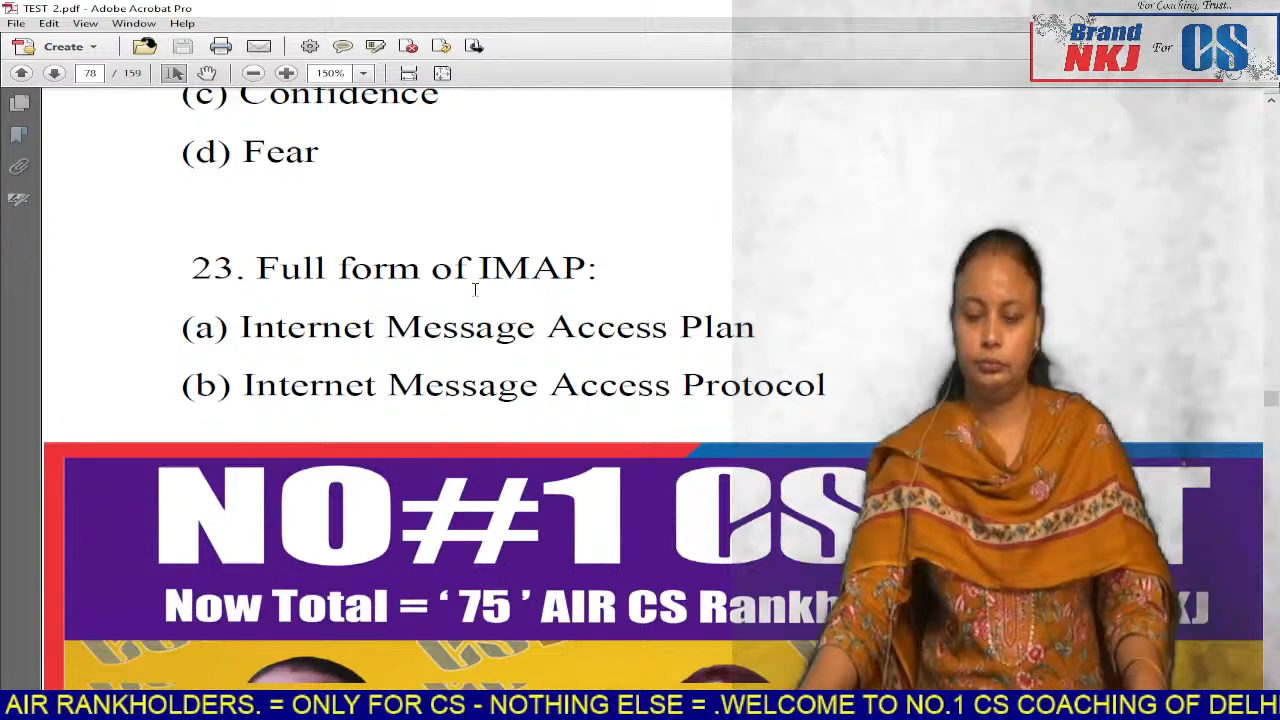 TEST 2.pdf - Adobe Acrobat Pro
File Edit View Window Help
For Coaching, Trust..
Brand NKJ For CS
Create
78 / 159
150%
(c) Confidence
(d) Fear
23. Full form of IMAP:
(a) Internet Message Access Plan
(b) Internet Message Access Protocol
NO#1 CS
Now Total = ‘ 75 ’ AIR CS
AIR RANKHOLDERS. = ONLY FOR CS - NOTHING ELSE = .WELCOME TO NO.1 CS COACHING OF DELH